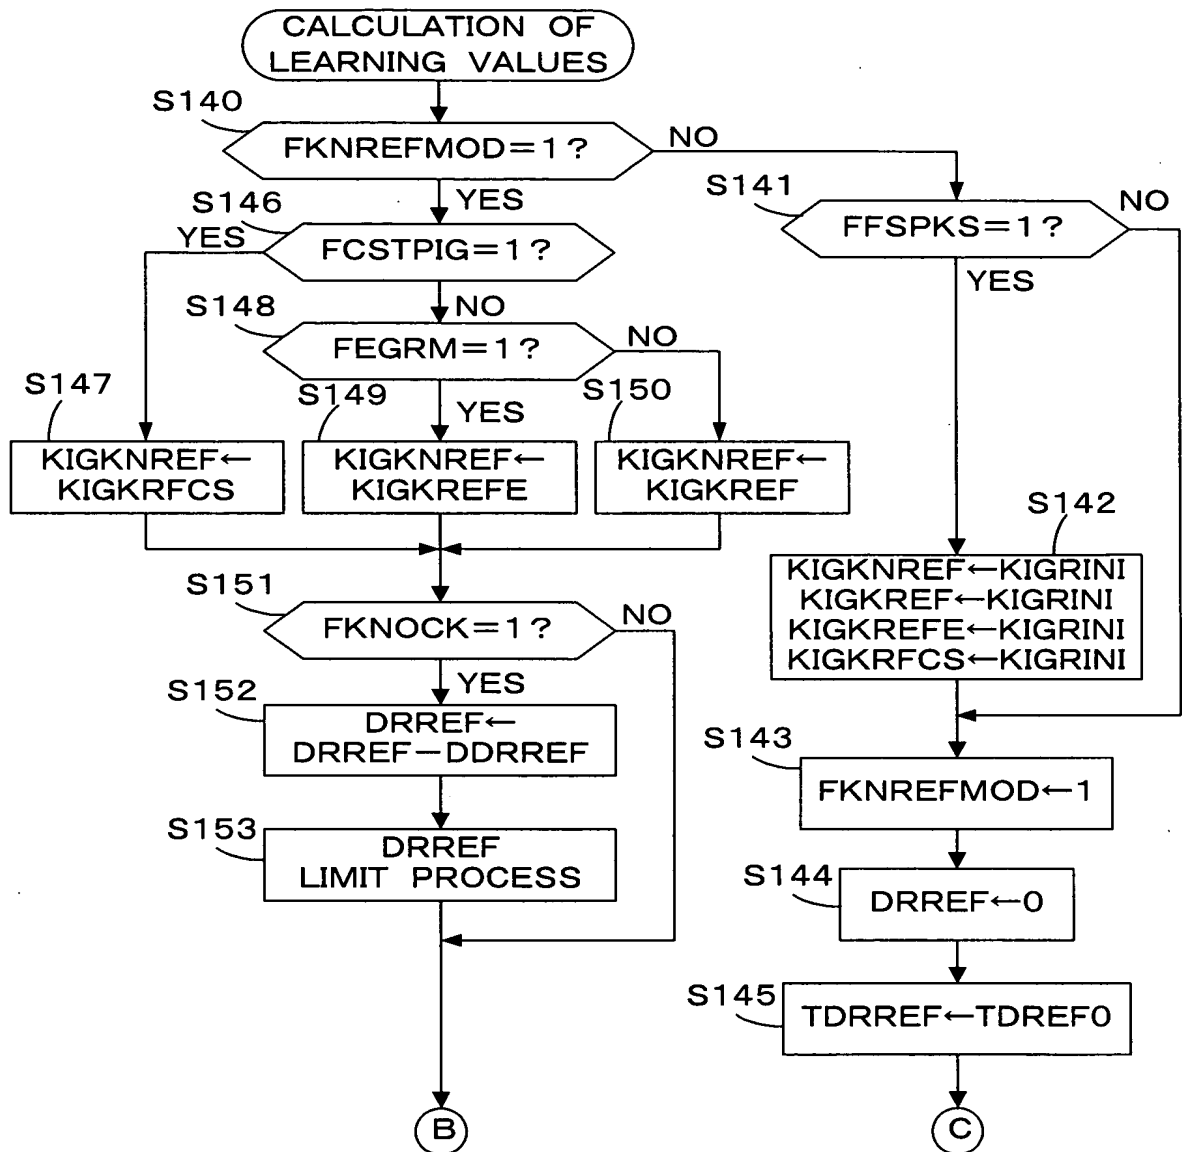 CALCULATION OF
LEARNING VALUES
S140
FKNREFMOD=1?
NO
YES
S141
FFSPKS=1?
NO
YES
S146
YES
FCSTPIG=1?
NO
S148
FEGRM=1?
NO
YES
S147
KIGKNREF←
KIGKRFCS
S149
KIGKNREF←
KIGKREFE
S150
KIGKNREF←
KIGKREF
S142
KIGKNREF←KIGRINI
KIGKREF←KIGRINI
KIGKREFE←KIGRINI
KIGKRFCS←KIGRINI
S151
FKNOCK=1?
NO
YES
S152
DRREF←
DRREF−DDRREF
S153
DRREF
LIMIT PROCESS
S143
FKNREFMOD←1
S144
DRREF←0
S145
TDRREF←TDREF0
B
C